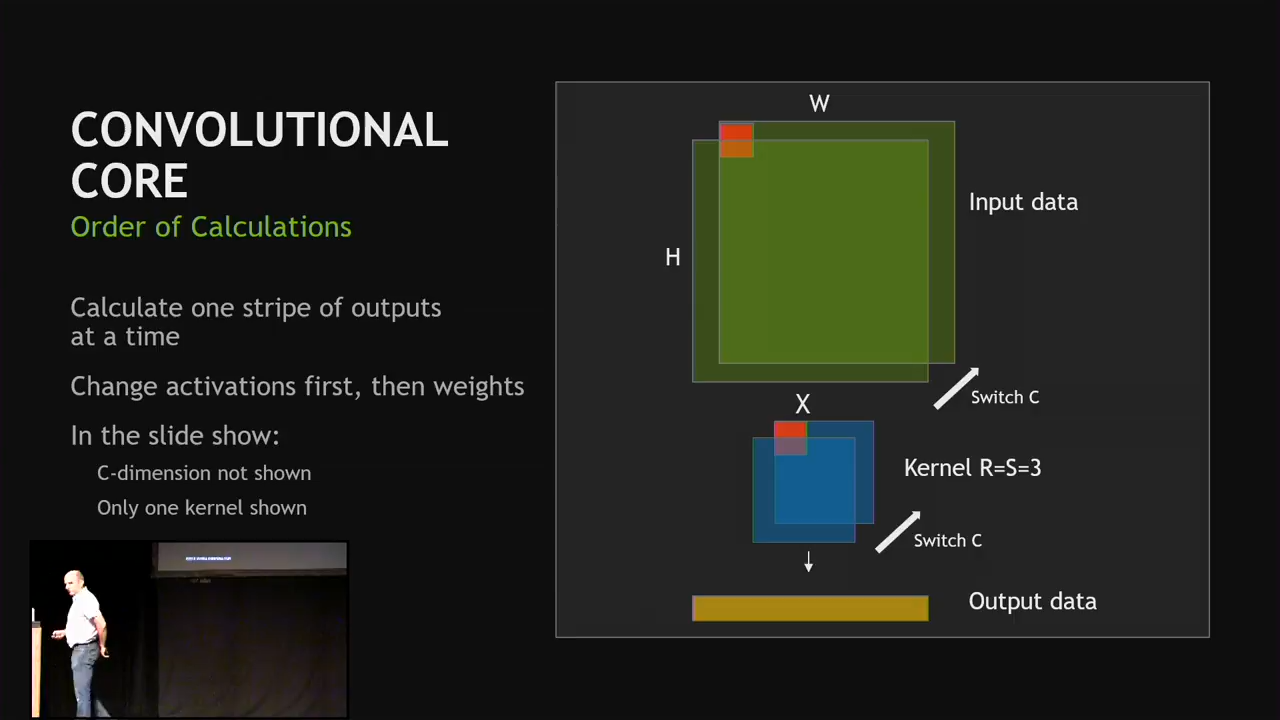 CONVOLUTIONAL
CORE
Order of Calculations
Calculate one stripe of outputs
at a time
Change activations first, then weights
In the slide show:
C-dimension not shown
Only one kernel shown
W
H
Input data
Switch C
X
Kernel R=S=3
Switch C
Output data